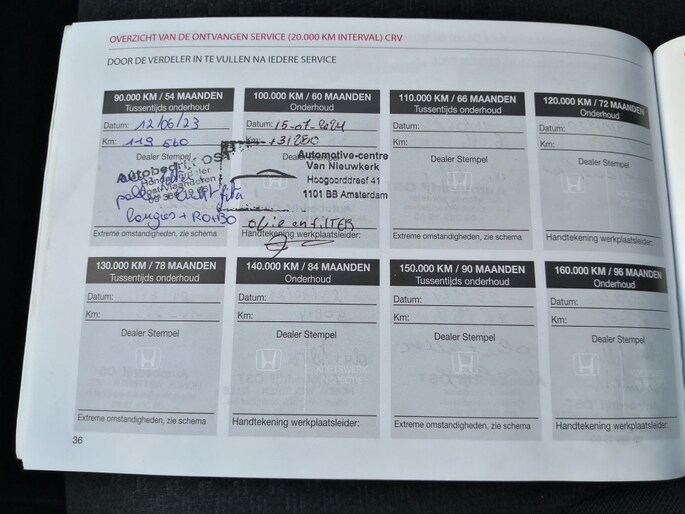 OVERZICHT VAN DE ONTVANGEN SERVICE (20.000 KM INTERVAL) CRV
DOOR DE VERDELER IN TE VULLEN NA IEDERE SERVICE
90.000 KM / 54 MAANDEN
Tussentijds onderhoud
Datum: 12/06/23
Km:
Dealer Stempel
Autobedrijf OST
Extreme omstandigheden, zie schema
100.000 KM / 60 MAANDEN
Onderhoud
Datum: 15-07-2024
Km: 131280
Automotive-centre
Van Nieuwkerk
Hoogoorddreef 41
1101 BB Amsterdam
olie en filter
Handtekening werkplaatsleider:
110.000 KM / 66 MAANDEN
Tussentijds onderhoud
Datum:
Km:
Dealer Stempel
Extreme omstandigheden, zie schema
120.000 KM / 72 MAANDEN
Onderhoud
Datum:
Km:
Dealer Stempel
Handtekening werkplaatsleider:
130.000 KM / 78 MAANDEN
Tussentijds onderhoud
Datum:
Km:
Dealer Stempel
Extreme omstandigheden, zie schema
140.000 KM / 84 MAANDEN
Onderhoud
Datum:
Km:
Dealer Stempel
Handtekening werkplaatsleider:
150.000 KM / 90 MAANDEN
Tussentijds onderhoud
Datum:
Km:
Dealer Stempel
Extreme omstandigheden, zie schema
160.000 KM / 96 MAANDEN
Onderhoud
Datum:
Km:
Dealer Stempel
Handtekening werkplaatsleider:
36